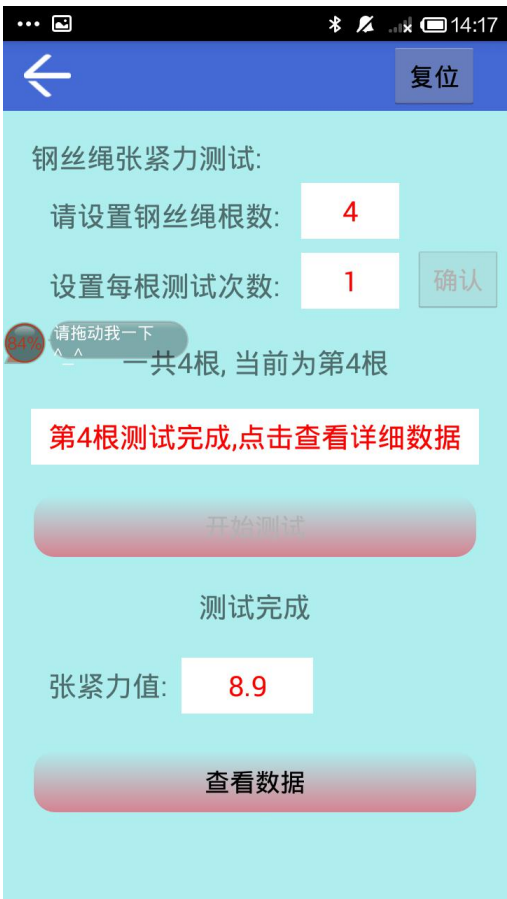 14:17
复位
钢丝绳张紧力测试:
请设置钢丝绳根数: 4
设置每根测试次数: 1 确认
84% 请拖动我一下
^_^
一共4根, 当前为第4根
第4根测试完成,点击查看详细数据
开始测试
测试完成
张紧力值: 8.9
查看数据